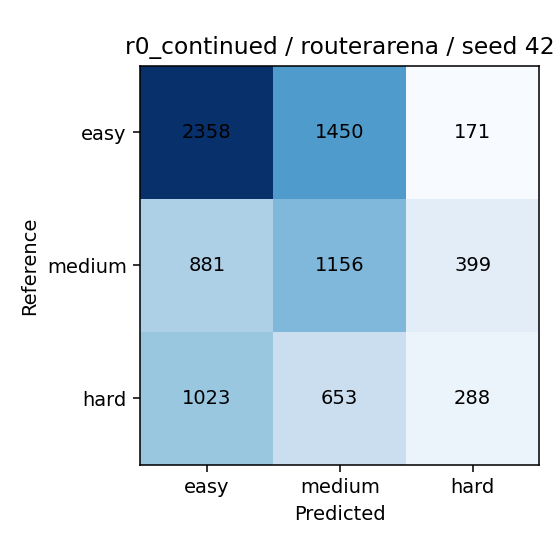 r0_continued / routerarena / seed 42
easy 2358 1450 171
Reference
medium 881 1156 399
hard 1023 653 288
easy medium hard
Predicted